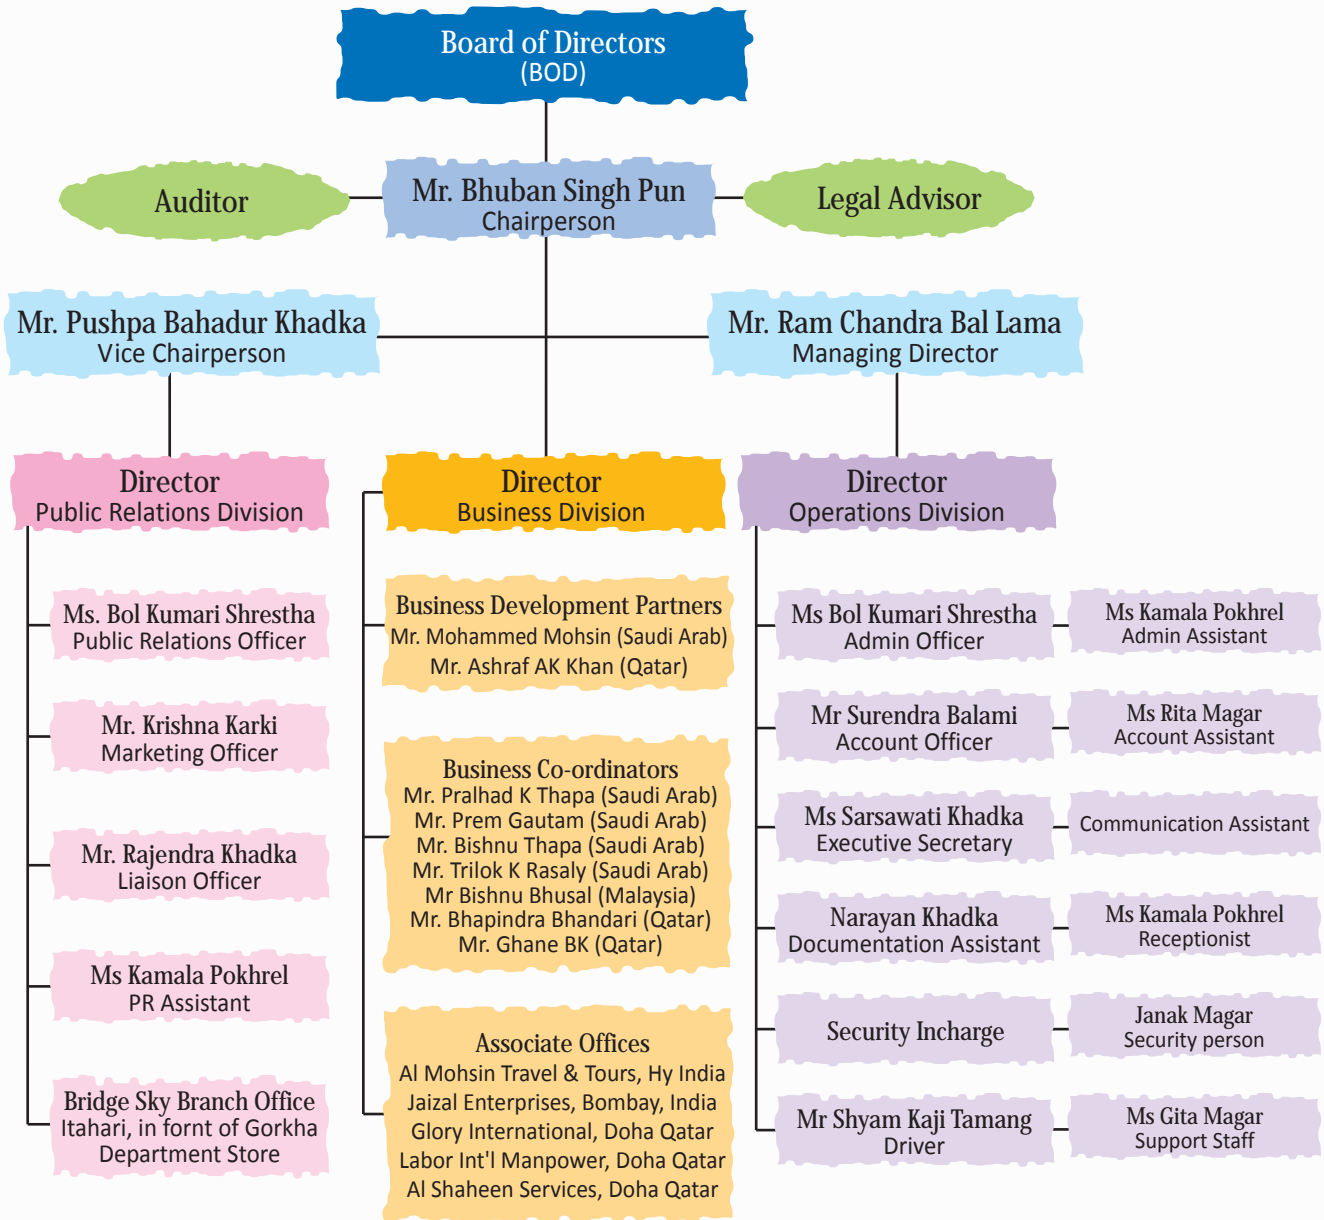 Board of Directors
(BOD)
Auditor
Mr. Bhuban Singh Pun
Chairperson
Legal Advisor
Mr. Pushpa Bahadur Khadka
Vice Chairperson
Mr. Ram Chandra Bal Lama
Managing Director
Director
Public Relations Division
Director
Business Division
Director
Operations Division
Ms. Bol Kumari Shrestha
Public Relations Officer
Mr. Krishna Karki
Marketing Officer
Mr. Rajendra Khadka
Liaison Officer
Ms Kamala Pokhrel
PR Assistant
Bridge Sky Branch Office
Itahari, in fornt of Gorkha
Department Store
Business Development Partners
Mr. Mohammed Mohsin (Saudi Arab)
Mr. Ashraf AK Khan (Qatar)
Business Co-ordinators
Mr. Pralhad K Thapa (Saudi Arab)
Mr. Prem Gautam (Saudi Arab)
Mr. Bishnu Thapa (Saudi Arab)
Mr. Trilok K Rasaly (Saudi Arab)
Mr Bishnu Bhusal (Malaysia)
Mr. Bhapindra Bhandari (Qatar)
Mr. Ghane BK (Qatar)
Associate Offices
Al Mohsin Travel & Tours, Hy India
Jaizal Enterprises, Bombay, India
Glory International, Doha Qatar
Labor Int'l Manpower, Doha Qatar
Al Shaheen Services, Doha Qatar
Ms Bol Kumari Shrestha
Admin Officer
Ms Kamala Pokhrel
Admin Assistant
Mr Surendra Balami
Account Officer
Ms Rita Magar
Account Assistant
Ms Sarsawati Khadka
Executive Secretary
Communication Assistant
Narayan Khadka
Documentation Assistant
Ms Kamala Pokhrel
Receptionist
Security Incharge
Janak Magar
Security person
Mr Shyam Kaji Tamang
Driver
Ms Gita Magar
Support Staff